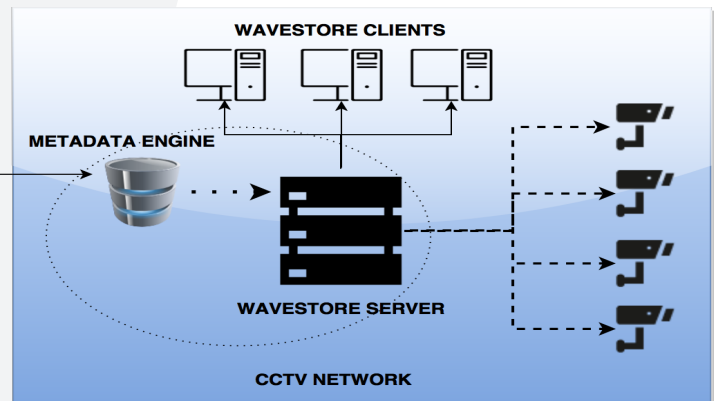 WAVESTORE CLIENTS
METADATA ENGINE
WAVESTORE SERVER
CCTV NETWORK